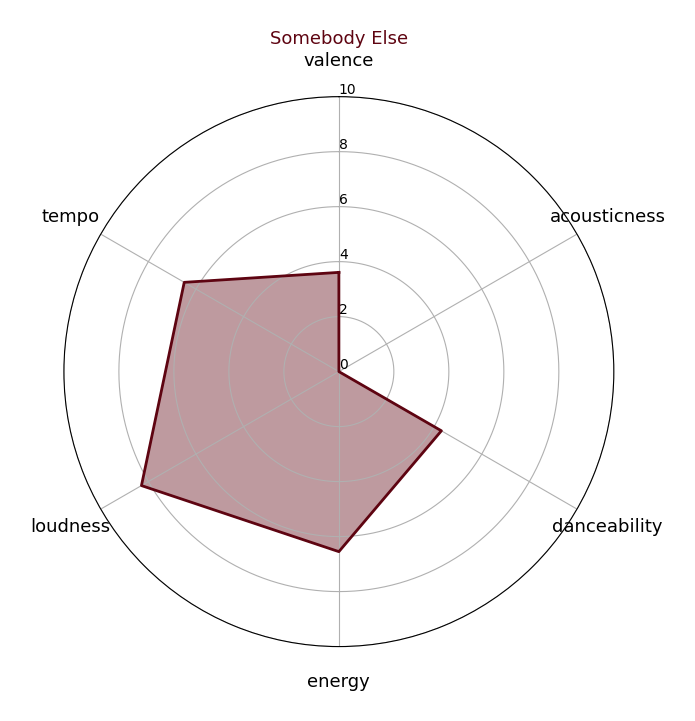 Somebody Else
valence
10
8
6
4
2
0
tempo
acousticness
loudness
danceability
energy